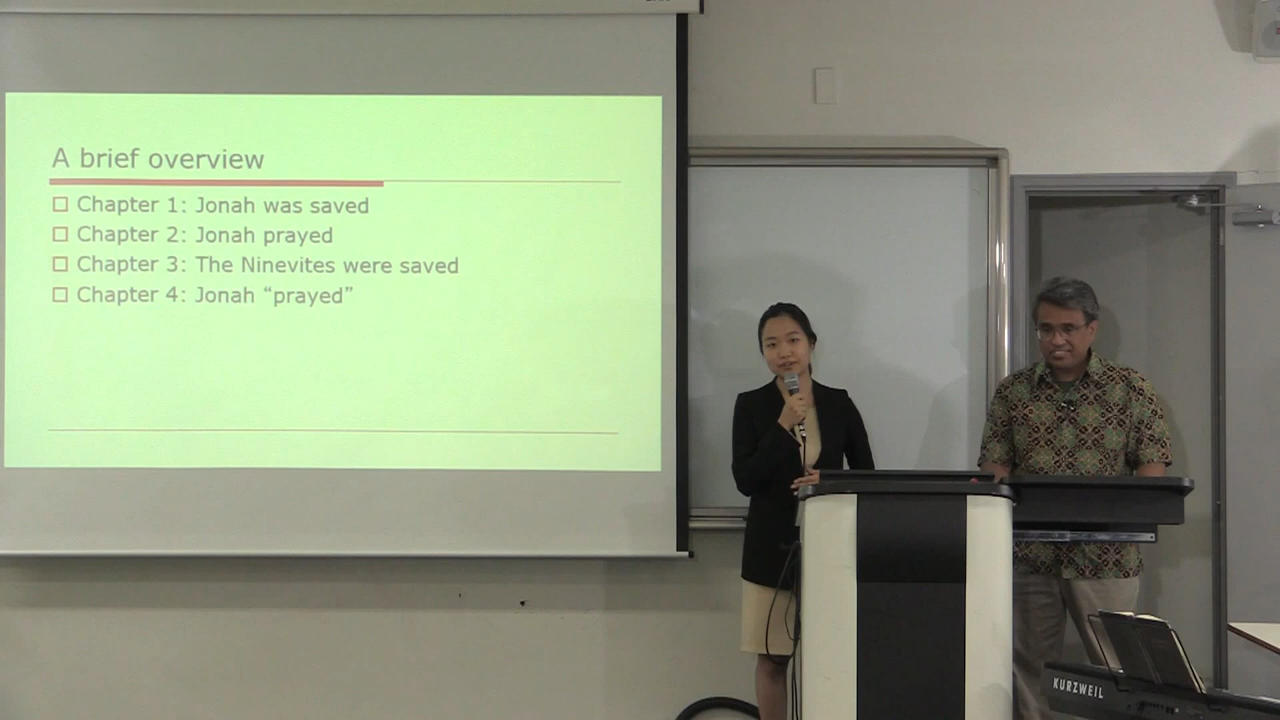 A brief overview
Chapter 1: Jonah was saved
Chapter 2: Jonah prayed
Chapter 3: The Ninevites were saved
Chapter 4: Jonah “prayed”
KURZWEIL